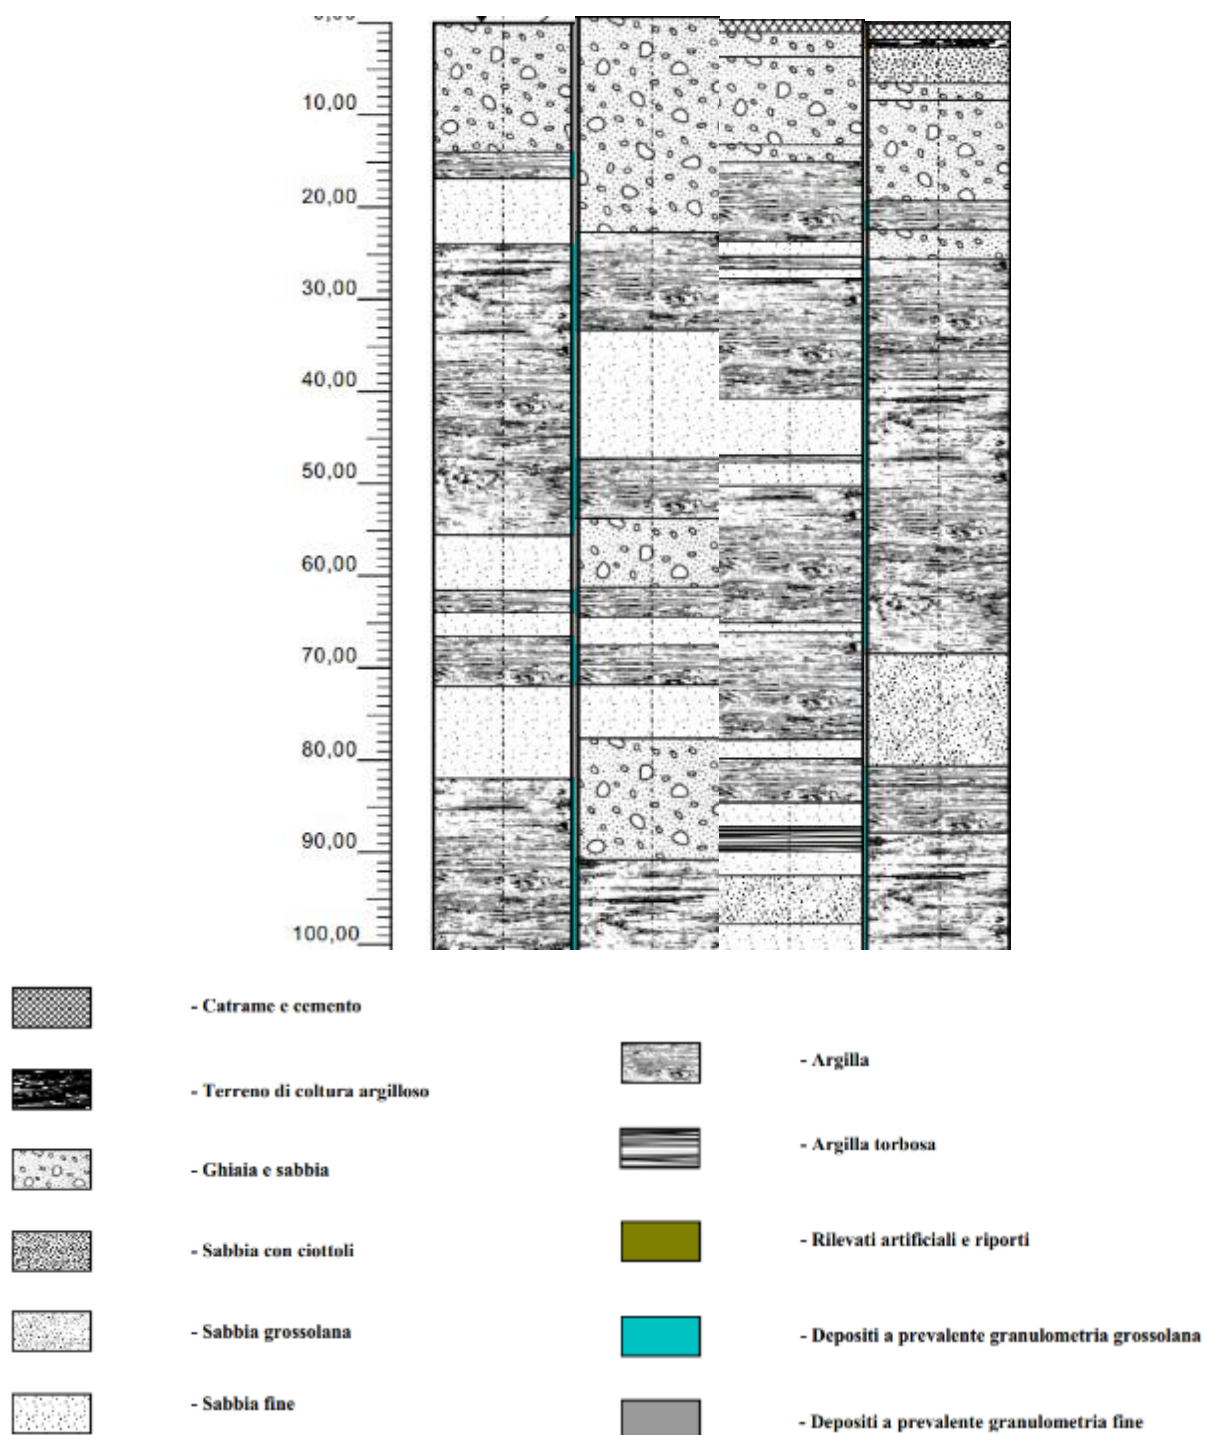 0,00
10,00
20,00
30,00
40,00
50,00
60,00
70,00
80,00
90,00
100,00
- Catrame e cemento
- Terreno di coltura argilloso
- Ghiaia e sabbia
- Sabbia con ciottoli
- Sabbia grossolana
- Sabbia fine
- Argilla
- Argilla torbosa
- Rilevati artificiali e riporti
- Depositi a prevalente granulometria grossolana
- Depositi a prevalente granulometria fine